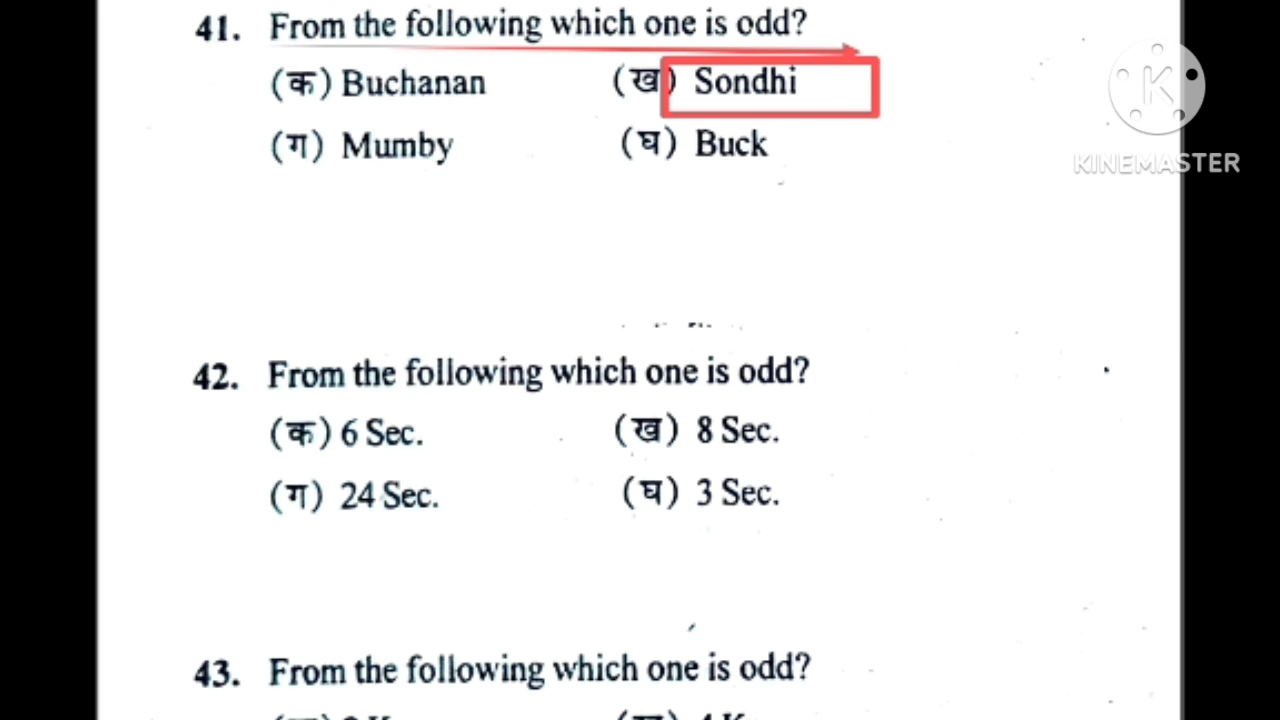 41. From the following which one is odd?
(क) Buchanan (ख) Sondhi
(ग) Mumby (घ) Buck
K
KINEMASTER
42. From the following which one is odd?
(क) 6 Sec. (ख) 8 Sec.
(ग) 24 Sec. (घ) 3 Sec.
43. From the following which one is odd?